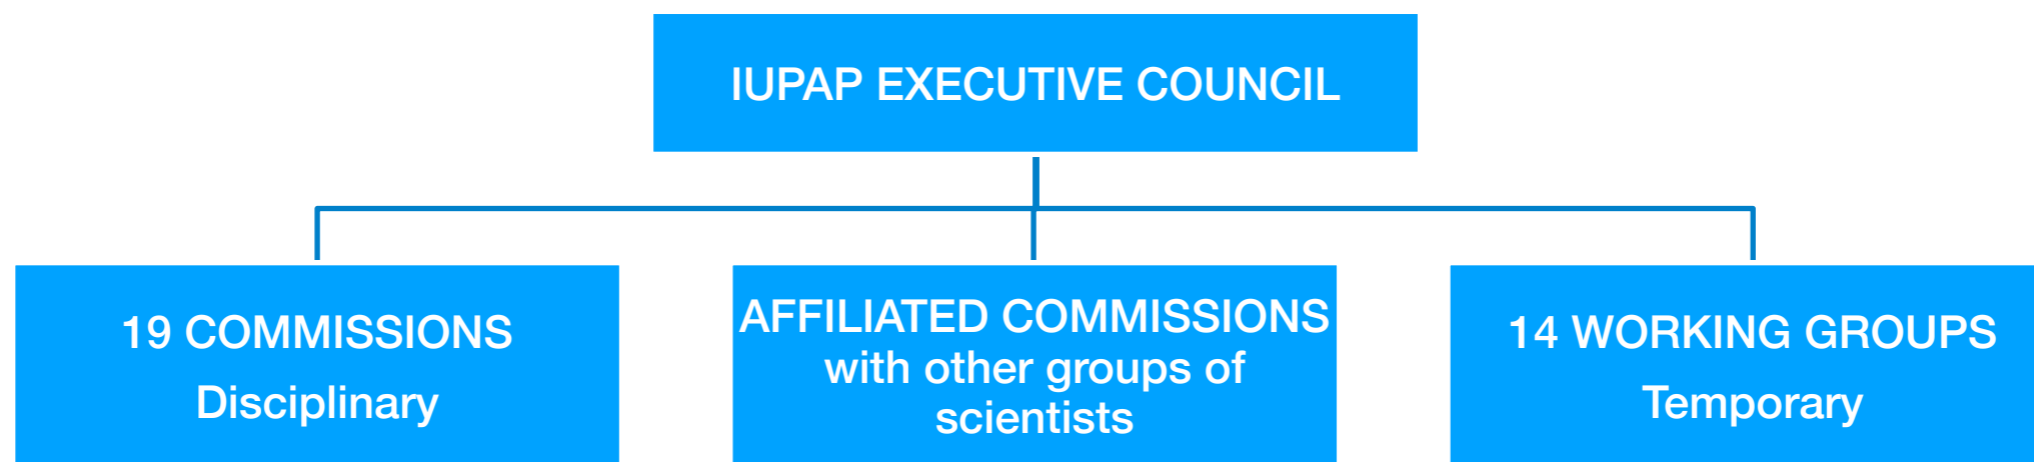 IUPAP EXECUTIVE COUNCIL
19 COMMISSIONS
Disciplinary
AFFILIATED COMMISSIONS
with other groups of
scientists
14 WORKING GROUPS
Temporary